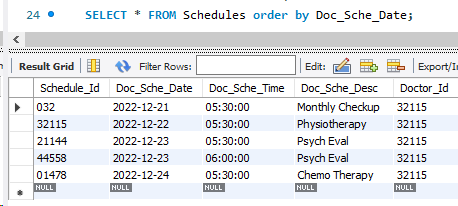 24 SELECT * FROM Schedules order by Doc_Sche_Date;
Result Grid Filter Rows: Edit: Export/In
Schedule_Id Doc_Sche_Date Doc_Sche_Time Doc_Sche_Desc Doctor_Id
032 2022-12-21 05:30:00 Monthly Checkup 32115
32115 2022-12-22 05:30:00 Physiotherapy 32115
21144 2022-12-23 05:30:00 Psych Eval 32115
44558 2022-12-23 06:00:00 Psych Eval 32115
01478 2022-12-24 05:30:00 Chemo Therapy 32115
NULL NULL NULL NULL NULL